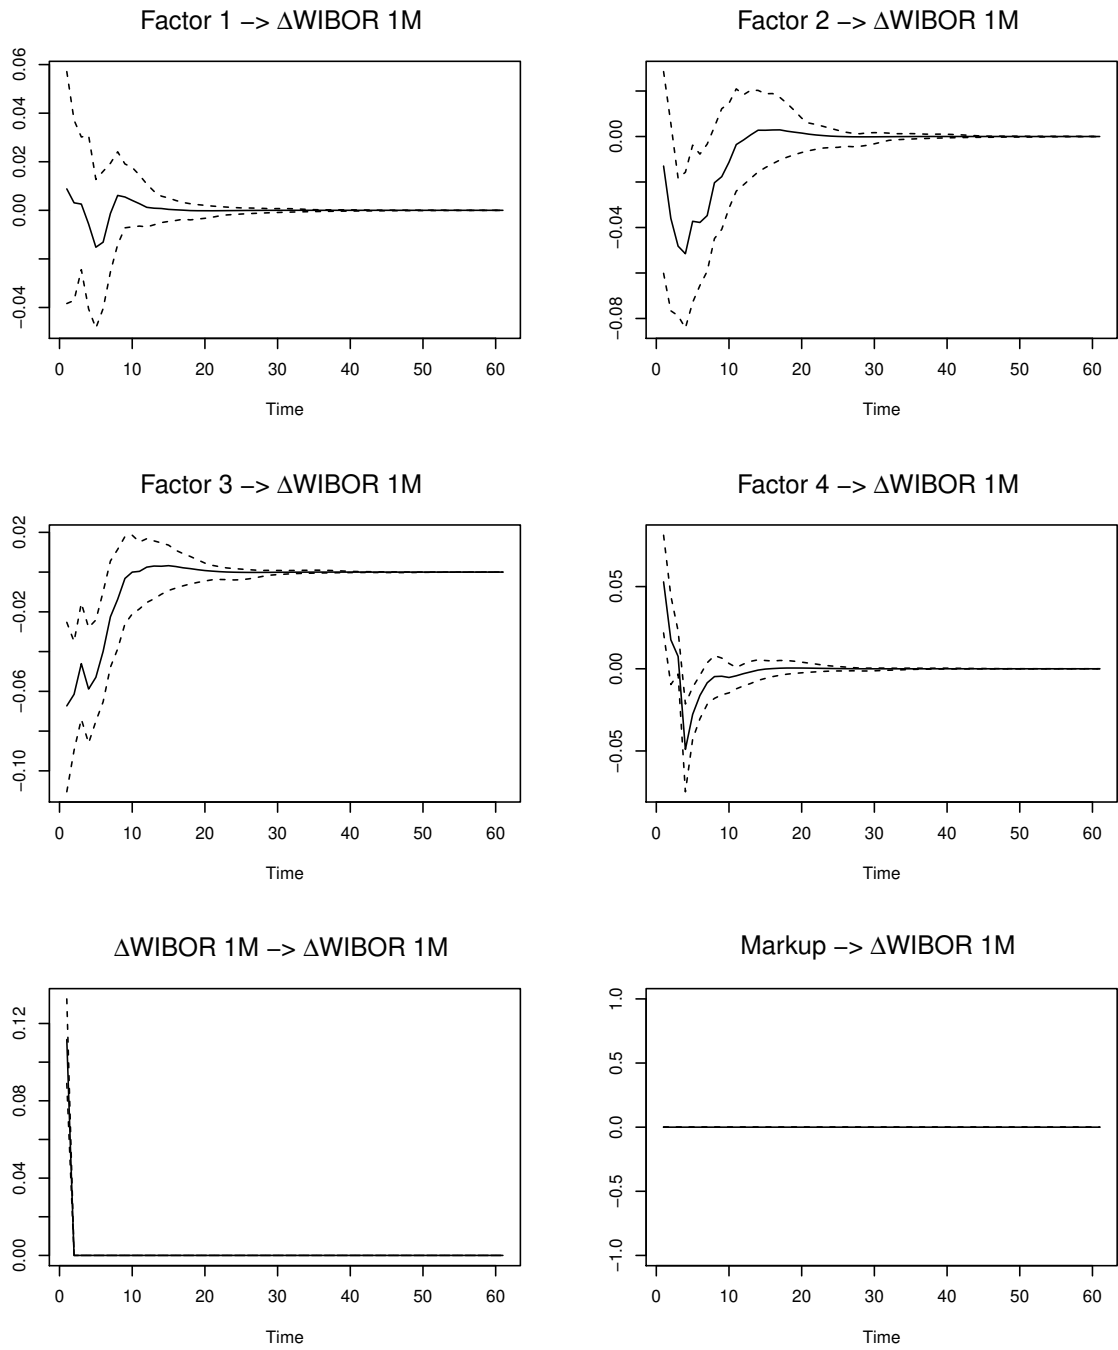 Factor 1 −> ΔWIBOR 1M
0.06
0.04
0.02
0.00
−0.04
0 10 20 30 40 50 60
Time
Factor 2 −> ΔWIBOR 1M
0.00
−0.04
−0.08
0 10 20 30 40 50 60
Time
Factor 3 −> ΔWIBOR 1M
0.02
−0.02
−0.06
−0.10
0 10 20 30 40 50 60
Time
Factor 4 −> ΔWIBOR 1M
0.05
0.00
−0.05
0 10 20 30 40 50 60
Time
ΔWIBOR 1M −> ΔWIBOR 1M
0.12
0.08
0.04
0.00
0 10 20 30 40 50 60
Time
Markup −> ΔWIBOR 1M
1.0
0.5
0.0
−0.5
−1.0
0 10 20 30 40 50 60
Time